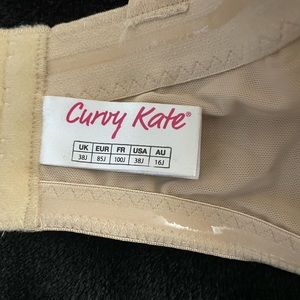 Curvy Kate®
UK EUR FR USA AU
38J 85J 100J 38J 16J